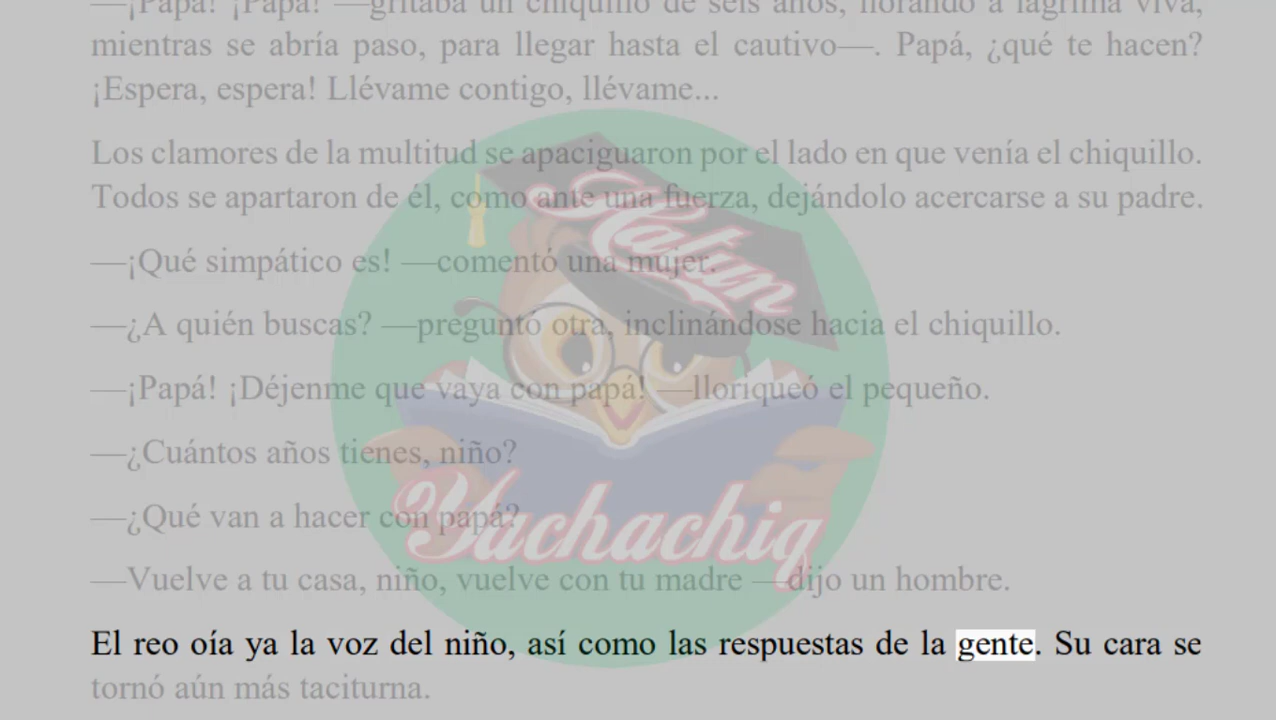 —¡Papá! ¡Papá! —gritaba un chiquillo de seis años, llorando a lágrima viva,
mientras se abría paso, para llegar hasta el cautivo—. Papá, ¿qué te hacen?
¡Espera, espera! Llévame contigo, llévame...
Los clamores de la multitud se apaciguaron por el lado en que venía el chiquillo.
Todos se apartaron de él, como ante una fuerza, dejándolo acercarse a su padre.
—¡Qué simpático es! —comentó una mujer.
—¿A quién buscas? —preguntó otra, inclinándose hacia el chiquillo.
—¡Papá! ¡Déjenme que vaya con papá! —lloriqueó el pequeño.
—¿Cuántos años tienes, niño?
—¿Qué van a hacer con papá?
—Vuelve a tu casa, niño, vuelve con tu madre —dijo un hombre.
El reo oía ya la voz del niño, así como las respuestas de la gente. Su cara se
tornó aún más taciturna.
Hatun
Yachachiq